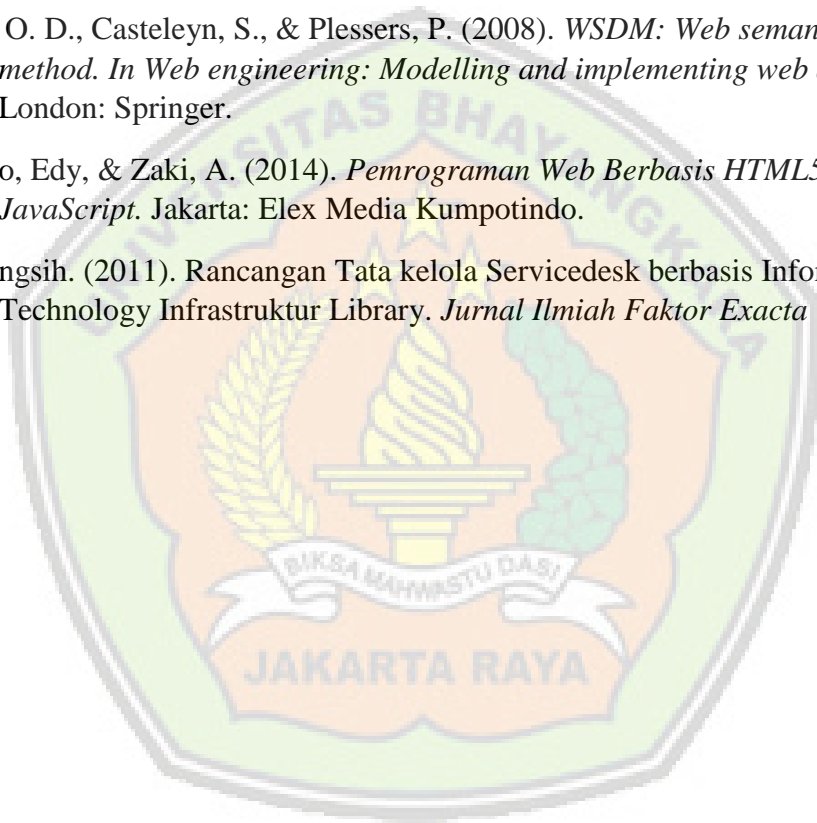 O. D., Casteleyn, S., & Plessers, P. (2008). WSDM: Web seman
method. In Web engineering: Modelling and implementing web
London: Springer.
o, Edy, & Zaki, A. (2014). Pemrograman Web Berbasis HTML5
JavaScript. Jakarta: Elex Media Kumpotindo.
ngsih. (2011). Rancangan Tata kelola Servicedesk berbasis Infor
Technology Infrastruktur Library. Jurnal Ilmiah Faktor Exacta
UNIVERSITAS BHAYANGKARA
BIKSA MAHWASTU DASI
JAKARTA RAYA